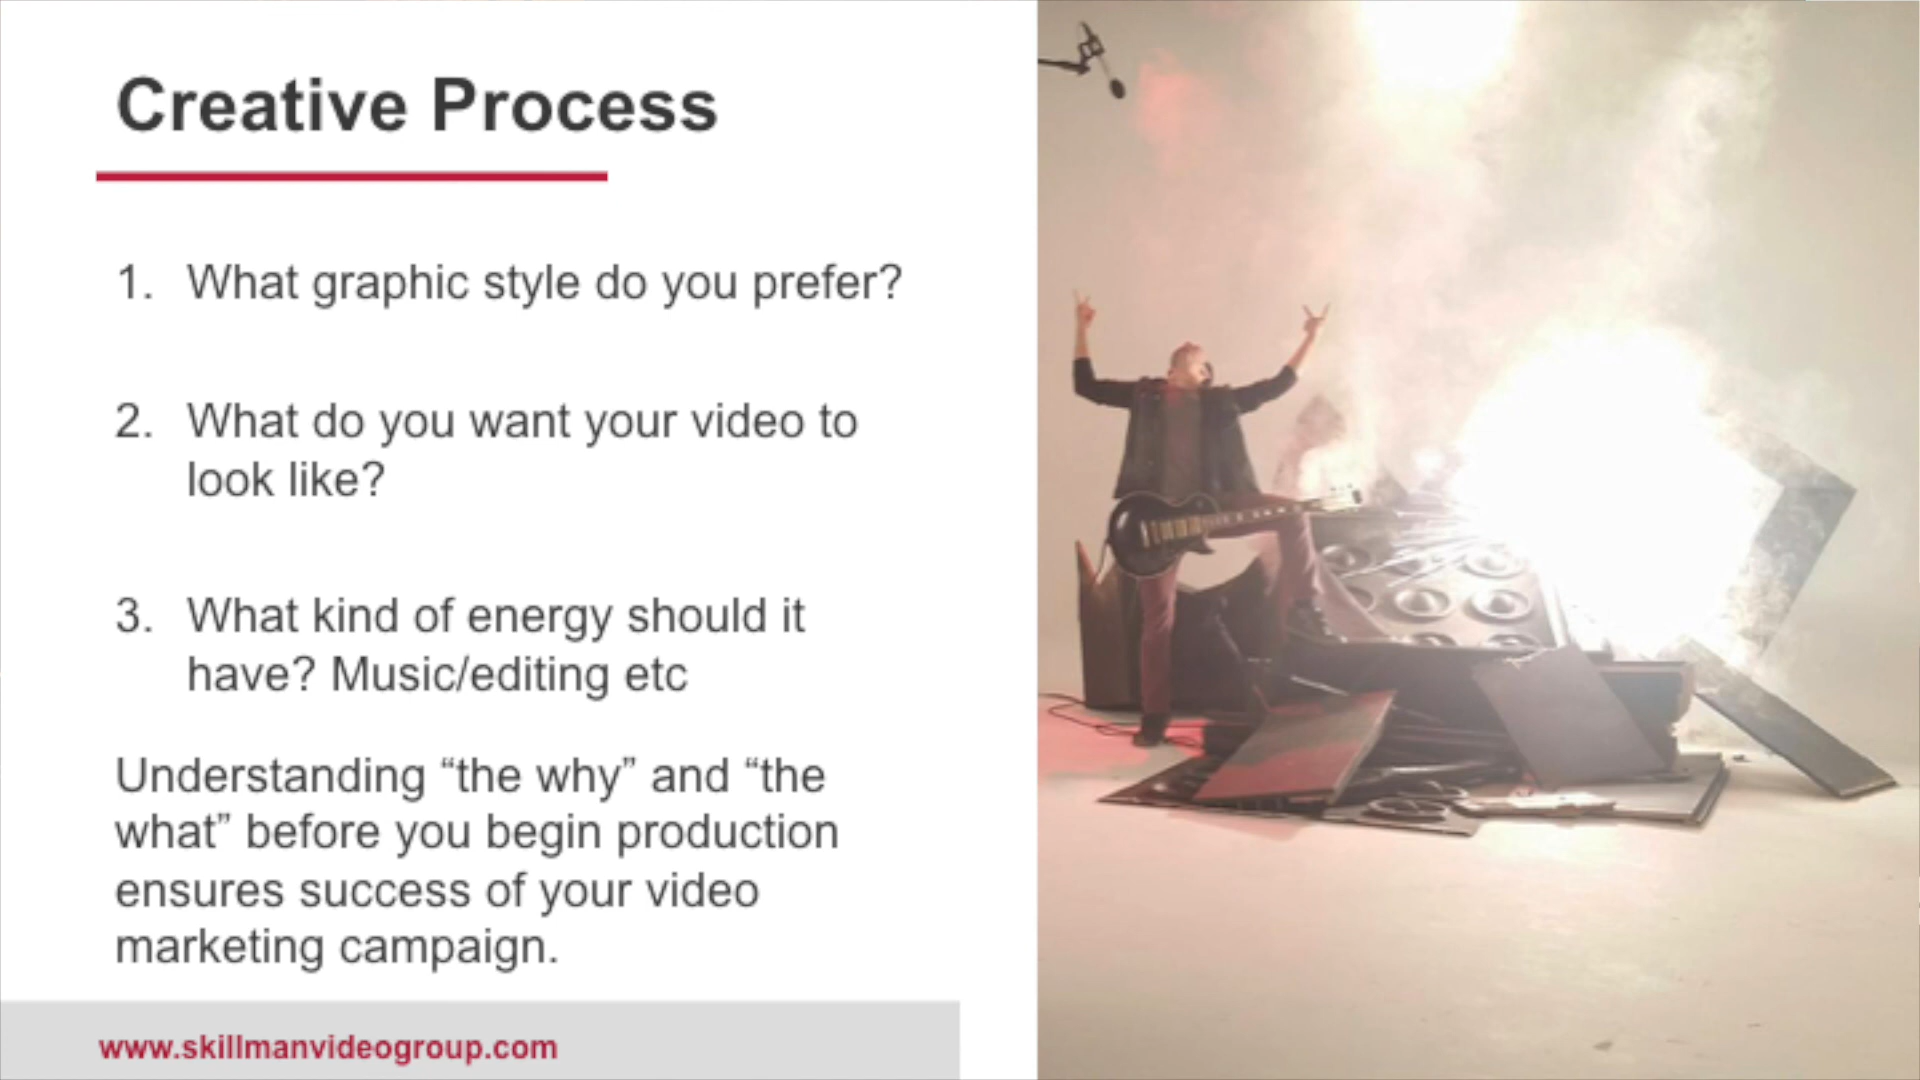 Creative Process
1. What graphic style do you prefer?
2. What do you want your video to
look like?
3. What kind of energy should it
have? Music/editing etc
Understanding “the why” and “the
what” before you begin production
ensures success of your video
marketing campaign.
www.skillmanvideogroup.com